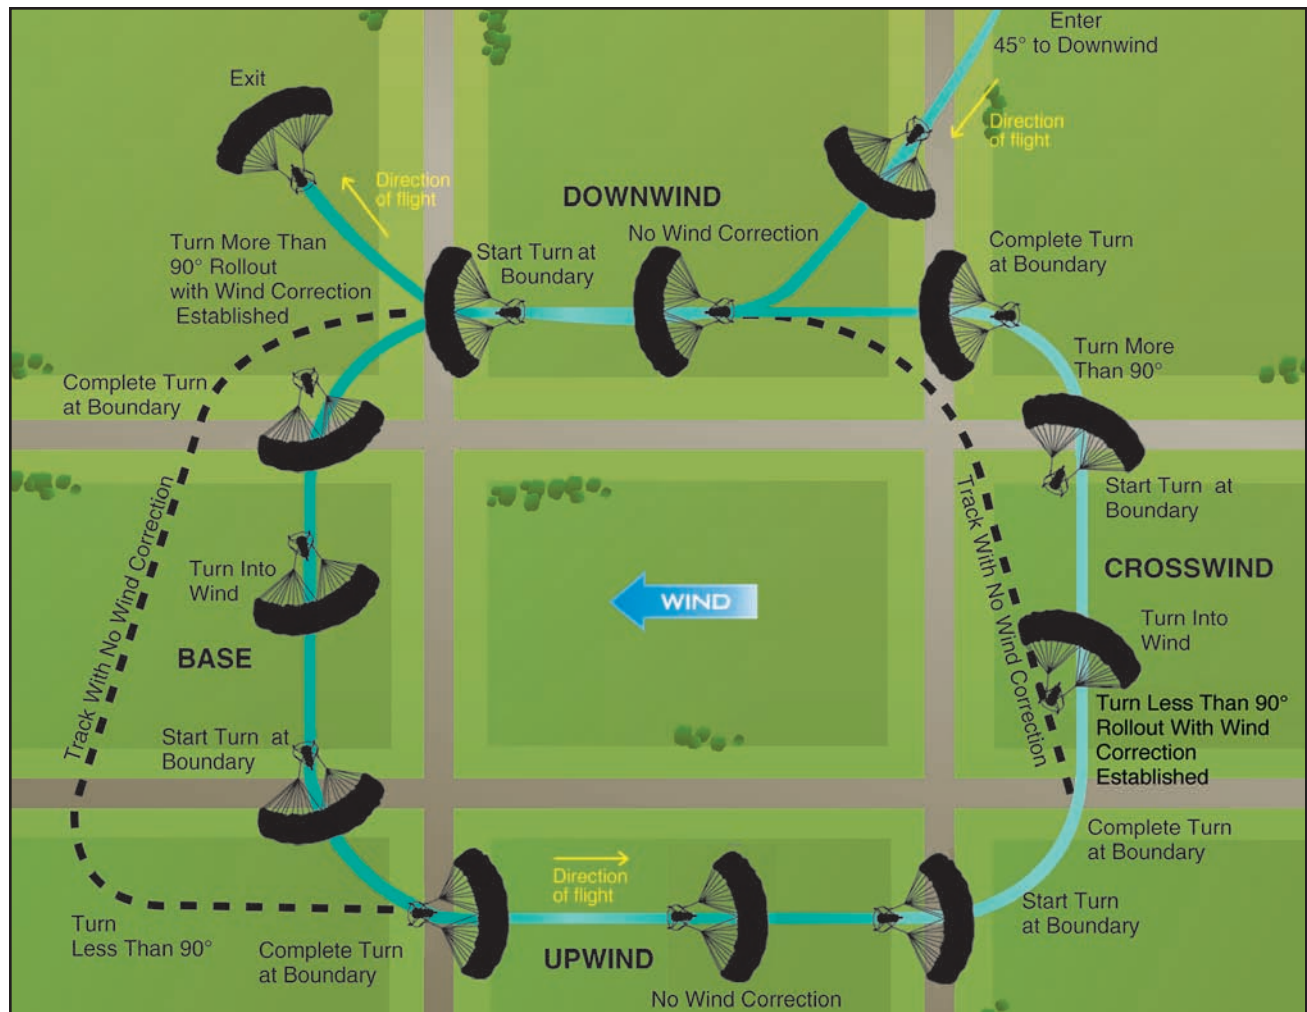 Enter
45° to Downwind
Exit
Direction
of flight
Direction
of flight
DOWNWIND
No Wind Correction
Start Turn at
Boundary
Complete Turn
at Boundary
Turn More Than
90° Rollout
with Wind Correction
Established
Turn More
Than 90°
Complete Turn
at Boundary
Start Turn at
Boundary
Track With No Wind Correction
Track With No Wind Correction
CROSSWIND
Turn Into
Wind
WIND
Turn Into
Wind
BASE
Turn Less Than 90°
Rollout With Wind
Correction
Established
Start Turn at
Boundary
Complete Turn
at Boundary
Direction
of flight
Start Turn
at Boundary
Turn
Less Than 90°
Complete Turn
at Boundary
UPWIND
No Wind Correction